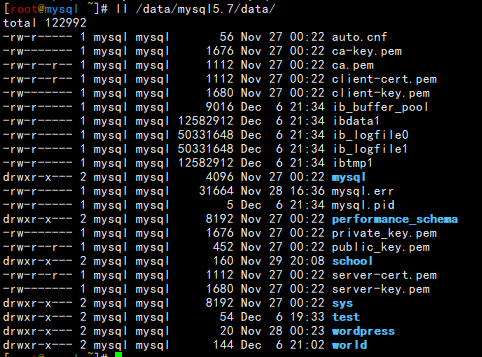 [root@mysql ]# ll /data/mysql5.7/data/
total 122992
-rw-r----- 1 mysql mysql       56 Nov 27 00:22 auto.cnf
-rw------- 1 mysql mysql     1676 Nov 27 00:22 ca-key.pem
-rw-r--r-- 1 mysql mysql     1112 Nov 27 00:22 ca.pem
-rw-r--r-- 1 mysql mysql     1112 Nov 27 00:22 client-cert.pem
-rw------- 1 mysql mysql     1680 Nov 27 00:22 client-key.pem
-rw-r----- 1 mysql mysql     9016 Dec  6 21:34 ib_buffer_pool
-rw-r----- 1 mysql mysql 12582912 Dec  6 21:34 ibdata1
-rw-r----- 1 mysql mysql 50331648 Dec  6 21:34 ib_logfile0
-rw-r----- 1 mysql mysql 50331648 Dec  6 21:34 ib_logfile1
-rw-r----- 1 mysql mysql 12582912 Dec  6 21:34 ibtmp1
drwxr-x--- 2 mysql mysql     4096 Nov 27 00:22 mysql
-rw-r----- 1 mysql mysql    31664 Nov 28 16:36 mysql.err
-rw-r----- 1 mysql mysql        5 Dec  6 21:34 mysql.pid
drwxr-x--- 2 mysql mysql     8192 Nov 27 00:22 performance_schema
-rw------- 1 mysql mysql     1676 Nov 27 00:22 private_key.pem
-rw-r--r-- 1 mysql mysql      452 Nov 27 00:22 public_key.pem
drwxr-x--- 2 mysql mysql      160 Nov 29 20:08 school
-rw-r--r-- 1 mysql mysql     1112 Nov 27 00:22 server-cert.pem
-rw------- 1 mysql mysql     1680 Nov 27 00:22 server-key.pem
drwxr-x--- 2 mysql mysql     8192 Nov 27 00:22 sys
drwxr-x--- 2 mysql mysql       54 Dec  6 19:33 test
drwxr-x--- 2 mysql mysql       20 Nov 28 00:23 wordpress
drwxr-x--- 2 mysql mysql      144 Dec  6 21:02 world
[root@mysql ]#